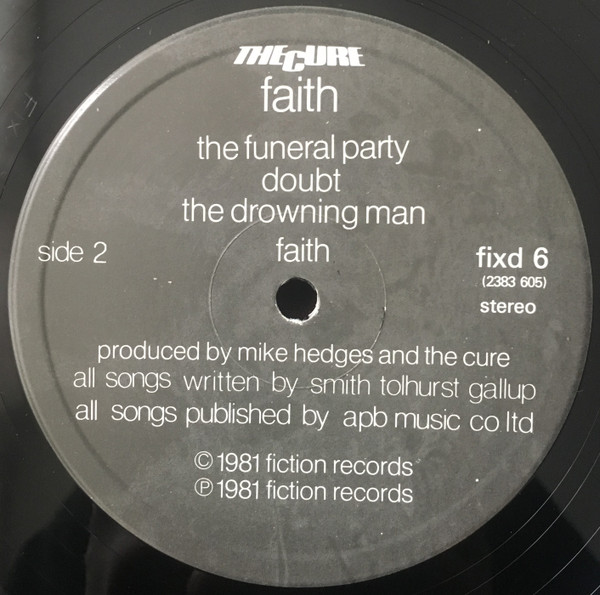 THE CURE
faith
the funeral party
doubt
the drowning man
side 2
faith
fixd 6
(2383 605)
stereo
produced by mike hedges and the cure
all songs written by smith tolhurst gallup
all songs published by apb music co ltd
© 1981 fiction records
℗ 1981 fiction records